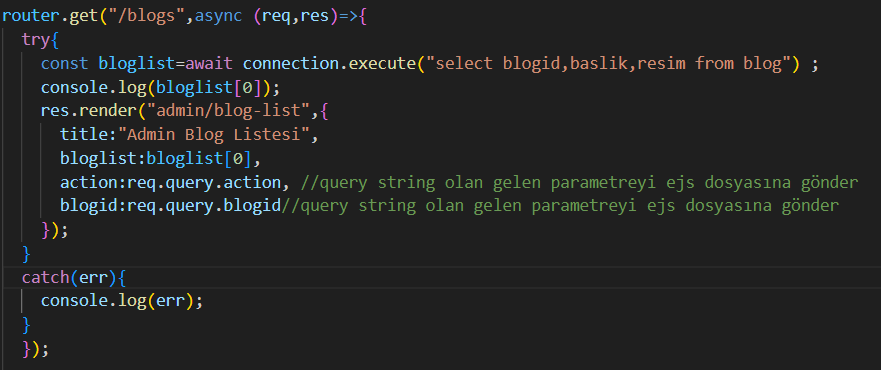 router.get("/blogs",async (req,res)=>{
try{
const bloglist=await connection.execute("select blogid,baslik,resim from blog") ;
console.log(bloglist[0]);
res.render("admin/blog-list",{
title:"Admin Blog Listesi",
bloglist:bloglist[0],
action:req.query.action, //query string olan gelen parametreyi ejs dosyasına gönder
blogid:req.query.blogid//query string olan gelen parametreyi ejs dosyasına gönder
});
}
catch(err){
console.log(err);
}
});